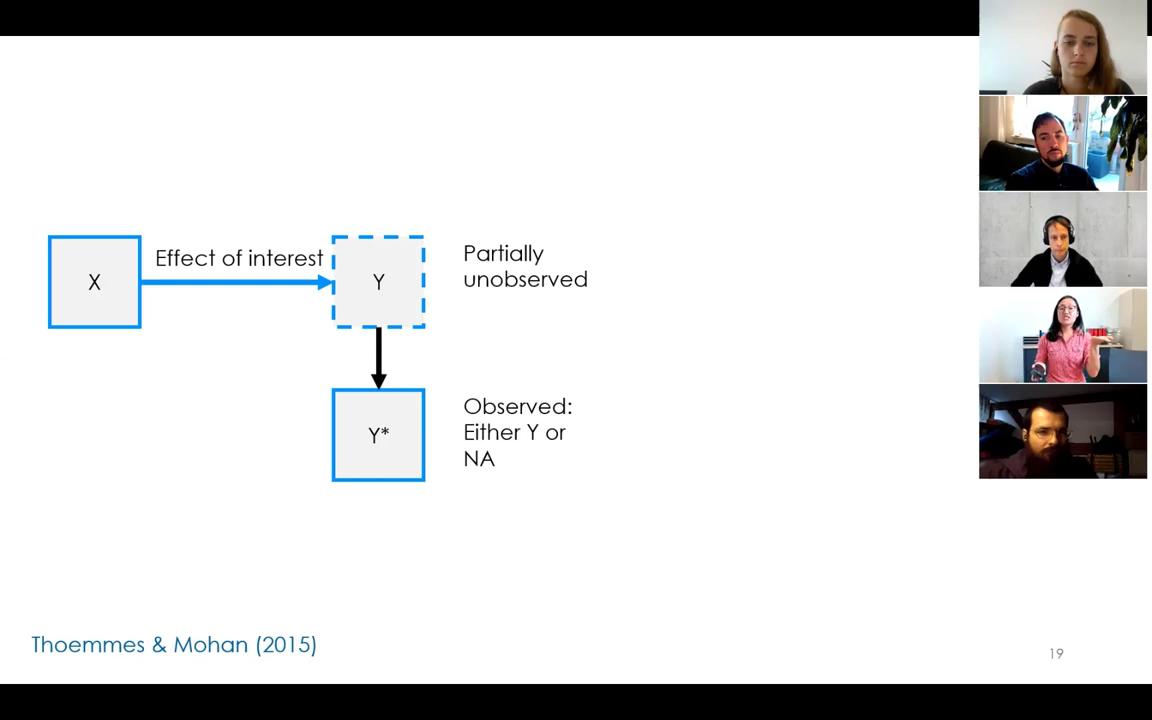 X
Effect of interest
Y
Partially
unobserved
Y*
Observed:
Either Y or
NA
Thoemmes & Mohan (2015)
19